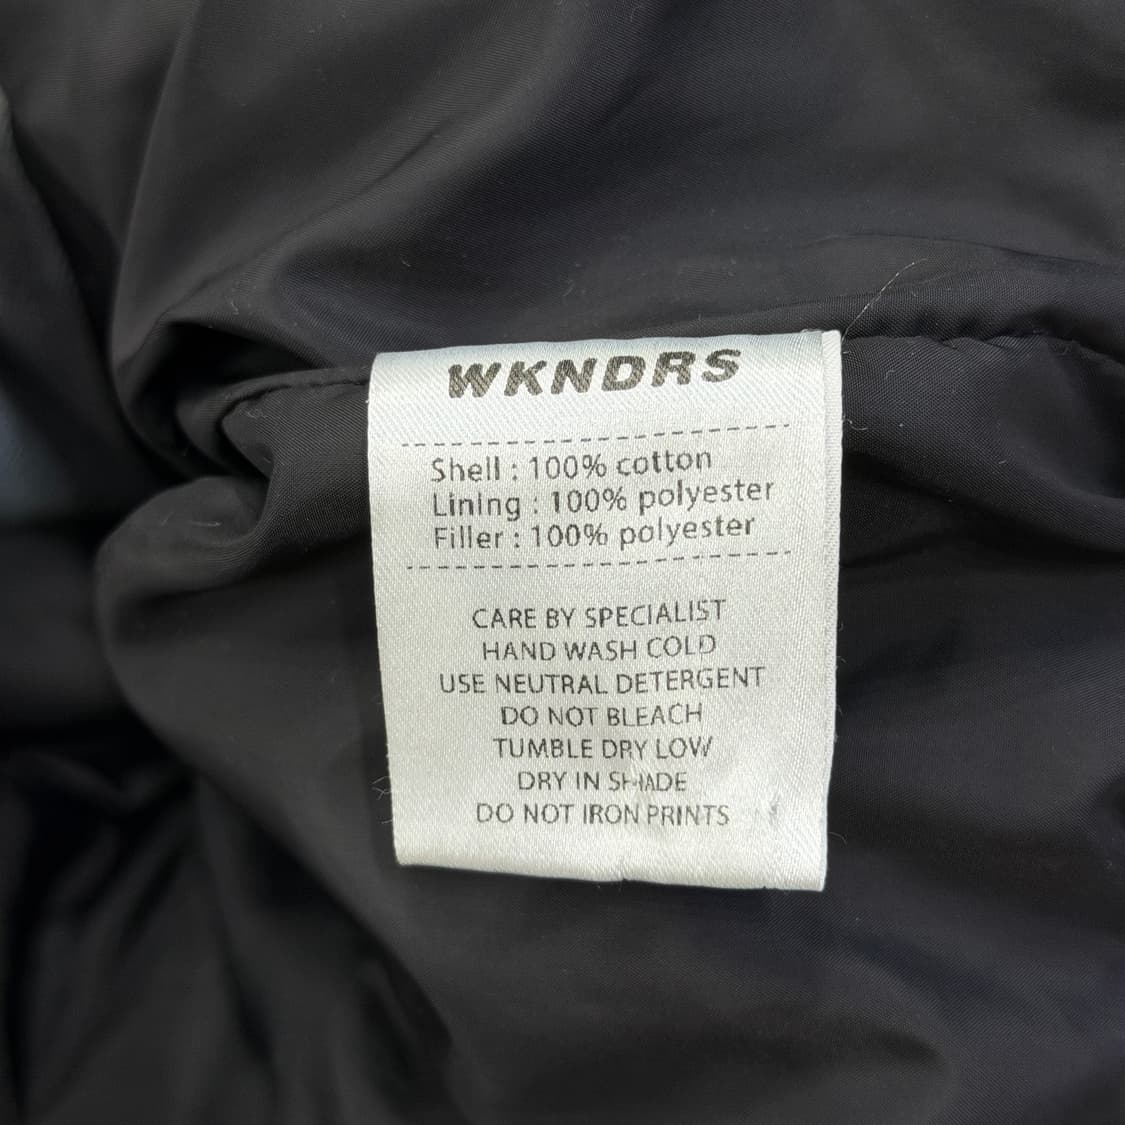 WKNDRS
Shell : 100% cotton
Lining : 100% polyester
Filler : 100% polyester
CARE BY SPECIALIST
HAND WASH COLD
USE NEUTRAL DETERGENT
DO NOT BLEACH
TUMBLE DRY LOW
DRY IN SHADE
DO NOT IRON PRINTS